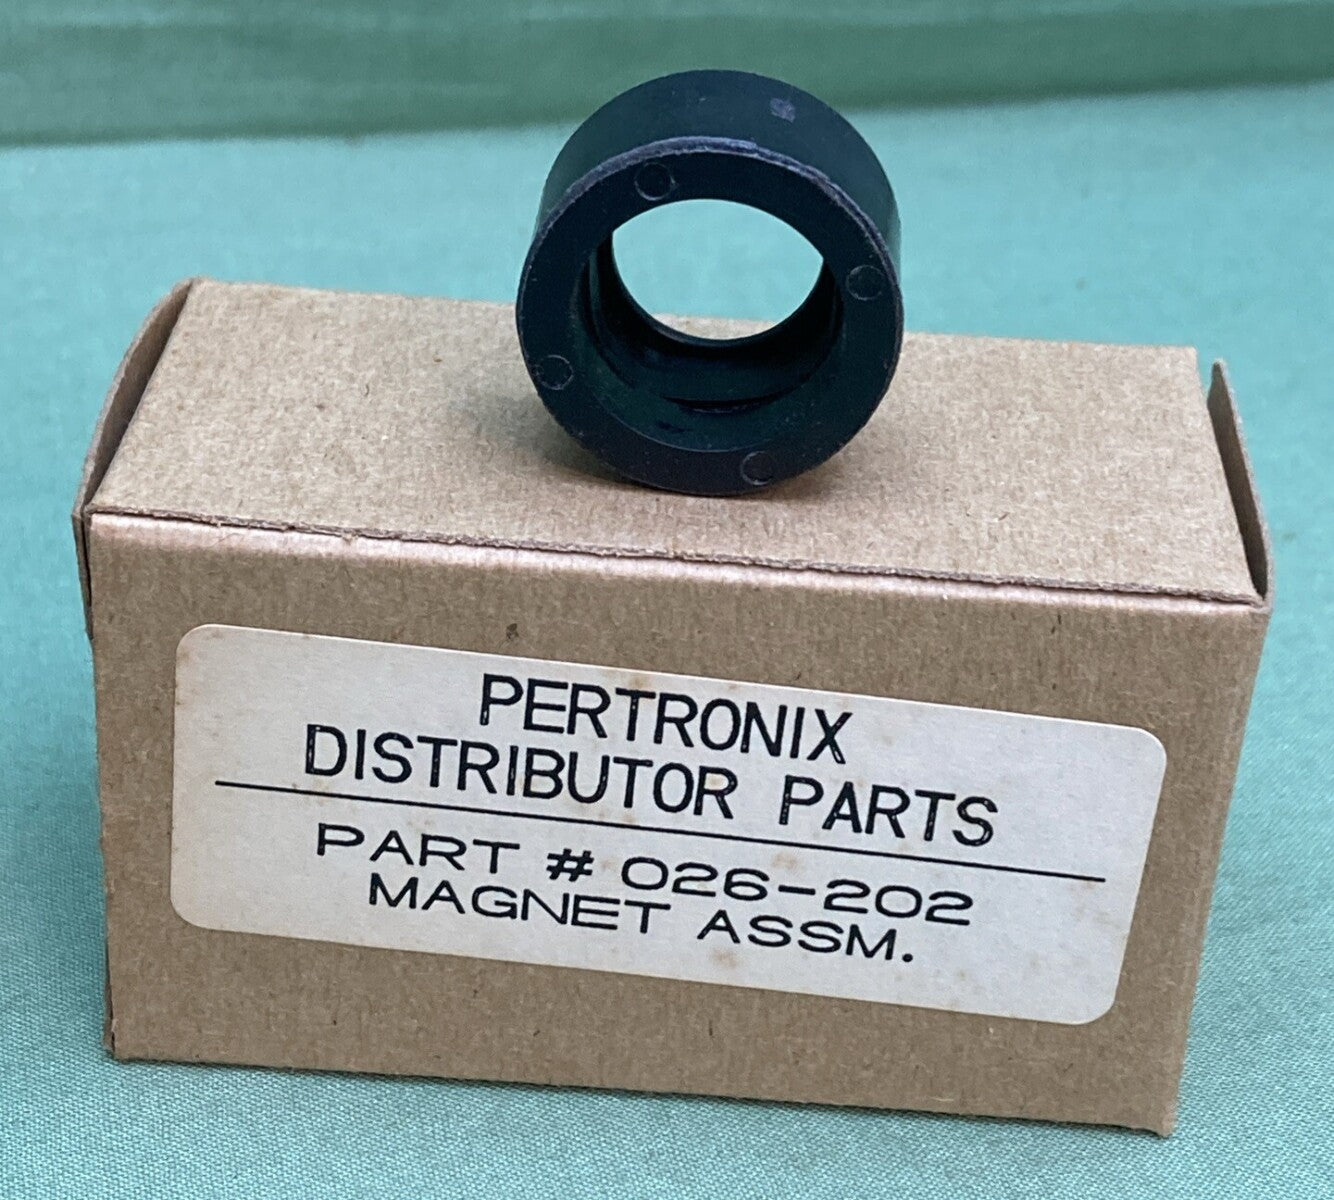 PERTRONIX
DISTRIBUTOR PARTS
PART # 026-202
MAGNET ASSM.